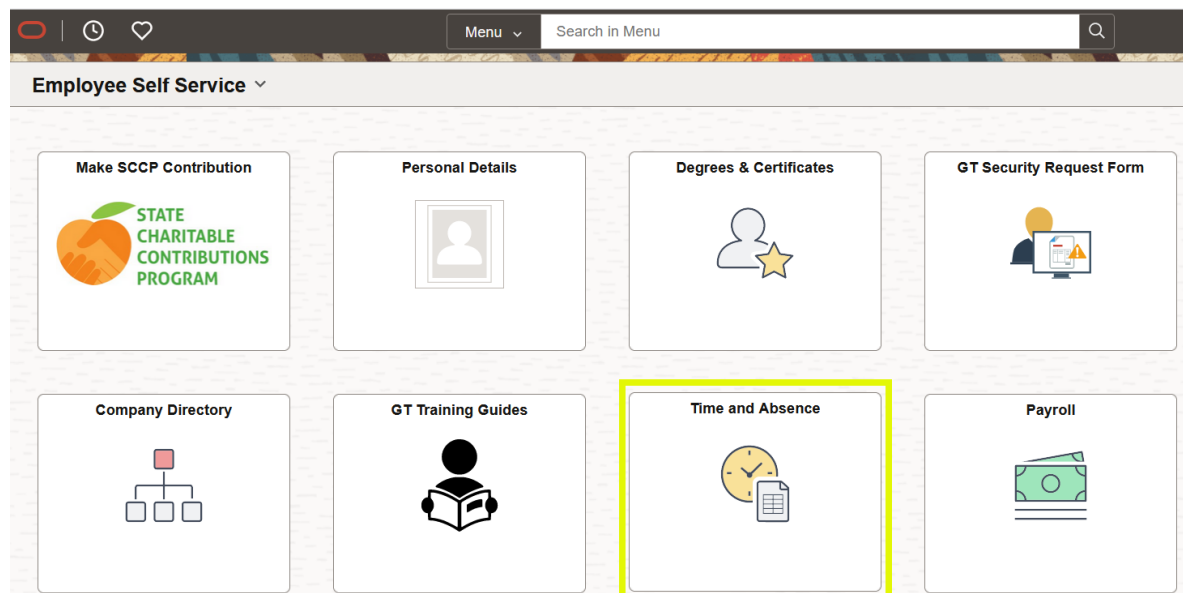 Menu
Search in Menu
Employee Self Service
Make SCCP Contribution
STATE
CHARITABLE
CONTRIBUTIONS
PROGRAM
Personal Details
Degrees & Certificates
GT Security Request Form
Company Directory
GT Training Guides
Time and Absence
Payroll